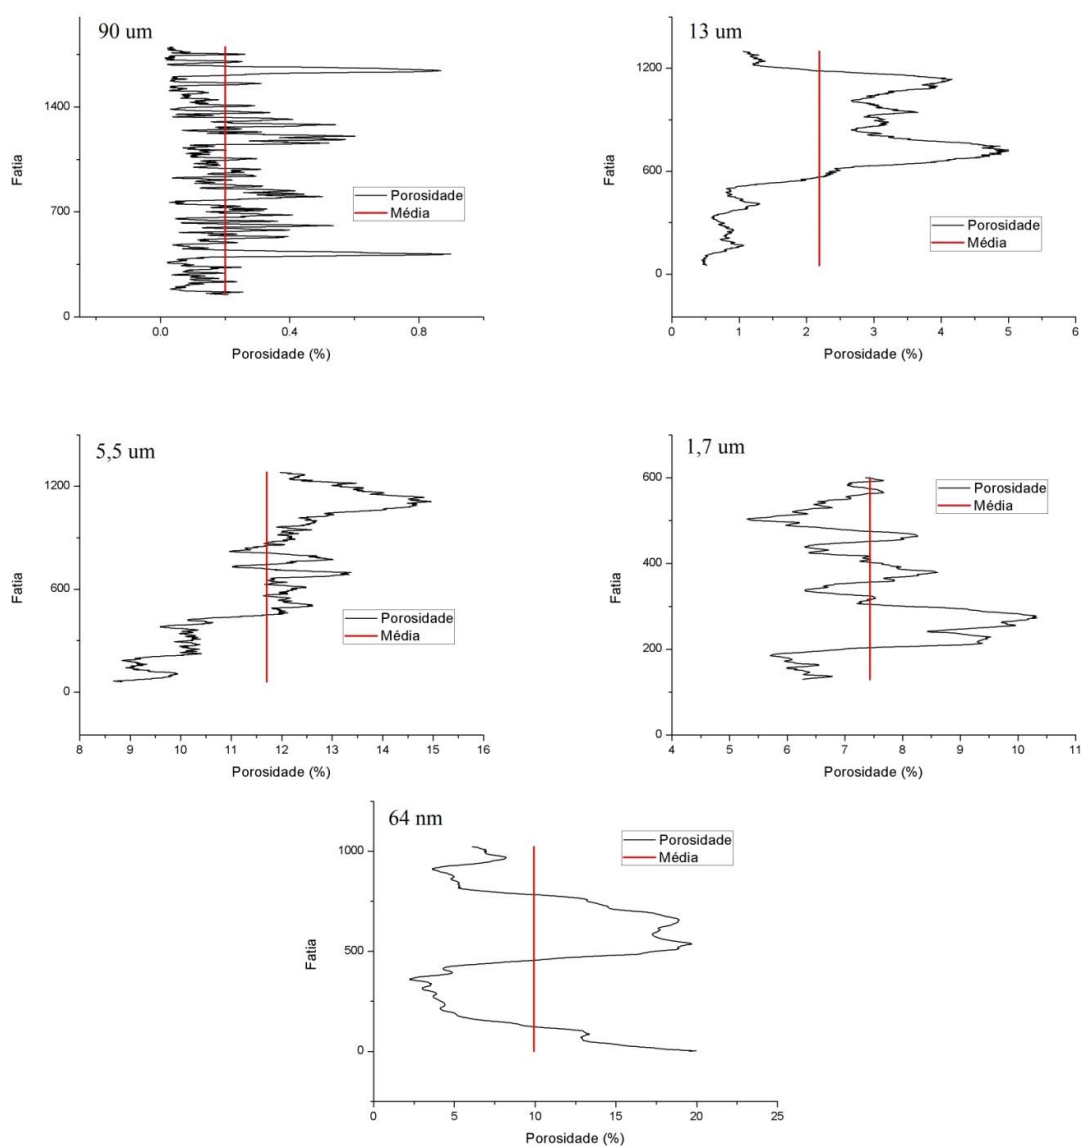 90 um
1400
700
0
Fatia
Porosidade
Média
0.0 0.4 0.8
Porosidade (%)
13 um
1200
600
0
Fatia
Porosidade
Média
0 1 2 3 4 5 6
Porosidade (%)
5,5 um
1200
600
0
Fatia
Porosidade
Média
8 9 10 11 12 13 14 15 16
Porosidade (%)
1,7 um
600
400
200
0
Fatia
Porosidade
Média
4 5 6 7 8 9 10 11
Porosidade (%)
64 nm
1000
500
0
Fatia
Porosidade
Média
0 5 10 15 20 25
Porosidade (%)